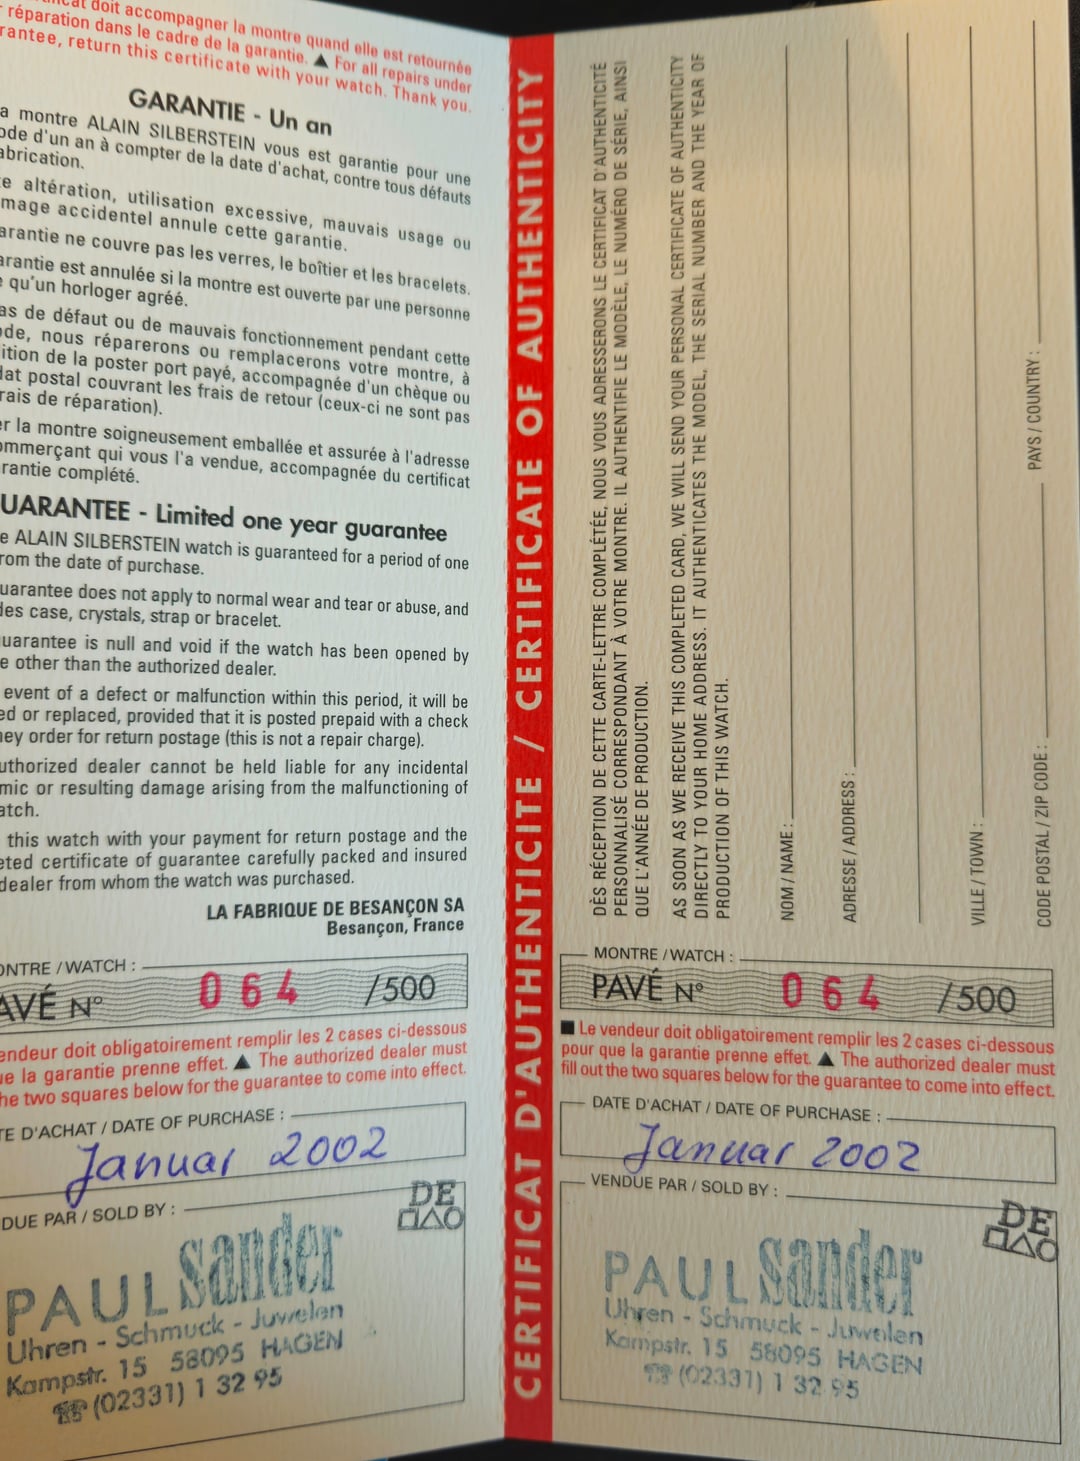 doit accompagner la montre quand elle est retournée
réparation dans le cadre de la garantie. ▲ For all repairs under
return this certificate with your watch. Thank you.
GARANTIE - Un an
a montre ALAIN SILBERSTEIN vous est garantie pour une
ode d'un an à compter de la date d'achat, contre tous défauts
abrication.
e altération, utilisation excessive, mauvais usage ou
mage accidentel annule cette garantie.
arantie ne couvre pas les verres, le boîtier et les bracelets.
arantie est annulée si la montre est ouverte par une personne
qu'un horloger agréé.
as de défaut ou de mauvais fonctionnement pendant cette
ode, nous réparerons ou remplacerons votre montre, à
ition de la poster port payé, accompagnée d'un chèque ou
dat postal couvrant les frais de retour (ceux-ci ne sont pas
rais de réparation).
er la montre soigneusement emballée et assurée à l'adresse
ommerçant qui vous l'a vendue, accompagnée du certificat
rantie complété.
UARANTEE - Limited one year guarantee
e ALAIN SILBERSTEIN watch is guaranteed for a period of one
rom the date of purchase.
uarantee does not apply to normal wear and tear or abuse, and
des case, crystals, strap or bracelet.
uarantee is null and void if the watch has been opened by
e other than the authorized dealer.
event of a defect or malfunction within this period, it will be
ed or replaced, provided that it is posted prepaid with a check
ney order for return postage (this is not a repair charge).
uthorized dealer cannot be held liable for any incidental
mic or resulting damage arising from the malfunctioning of
atch.
this watch with your payment for return postage and the
eted certificate of guarantee carefully packed and insured
dealer from whom the watch was purchased.
LA FABRIQUE DE BESANÇON SA
Besançon, France
ONTRE / WATCH :
AVÉ N° 064 /500
endeur doit obligatoirement remplir les 2 cases ci-dessous
ue la garantie prenne effet. ▲ The authorized dealer must
he two squares below for the guarantee to come into effect.
TE D'ACHAT / DATE OF PURCHASE :
Januar 2002
DUE PAR / SOLD BY :
DE
PAUL sander
Uhren - Schmuck - Juwelen
Kampstr. 15 58095 HAGEN
☎ (02331) 1 32 95
CERTIFICAT D'AUTHENTICITE / CERTIFICATE OF AUTHENTICITY
DÈS RÉCEPTION DE CETTE CARTE-LETTRE COMPLÉTÉE, NOUS VOUS ADRESSERONS LE CERTIFICAT D'AUTHENTICITÉ
PERSONNALISÉ CORRESPONDANT À VOTRE MONTRE. IL AUTHENTIFIE LE MODÈLE, LE NUMÉRO DE SÉRIE, AINSI
QUE L'ANNÉE DE PRODUCTION.
AS SOON AS WE RECEIVE THIS COMPLETED CARD, WE WILL SEND YOUR PERSONAL CERTIFICATE OF AUTHENTICITY
DIRECTLY TO YOUR HOME ADDRESS. IT AUTHENTICATES THE MODEL, THE SERIAL NUMBER AND THE YEAR OF
PRODUCTION OF THIS WATCH.
NOM / NAME :
ADRESSE / ADDRESS :
VILLE / TOWN :
CODE POSTAL / ZIP CODE : PAYS / COUNTRY :
MONTRE / WATCH :
PAVÉ N° 064 /500
■ Le vendeur doit obligatoirement remplir les 2 cases ci-dessous
pour que la garantie prenne effet. ▲ The authorized dealer must
fill out the two squares below for the guarantee to come into effect.
DATE D'ACHAT / DATE OF PURCHASE :
Januar 2002
VENDUE PAR / SOLD BY :
DE
PAUL sander
Uhren - Schmuck - Juwelen
Kampstr. 15 58095 HAGEN
☎ (02331) 1 32 95